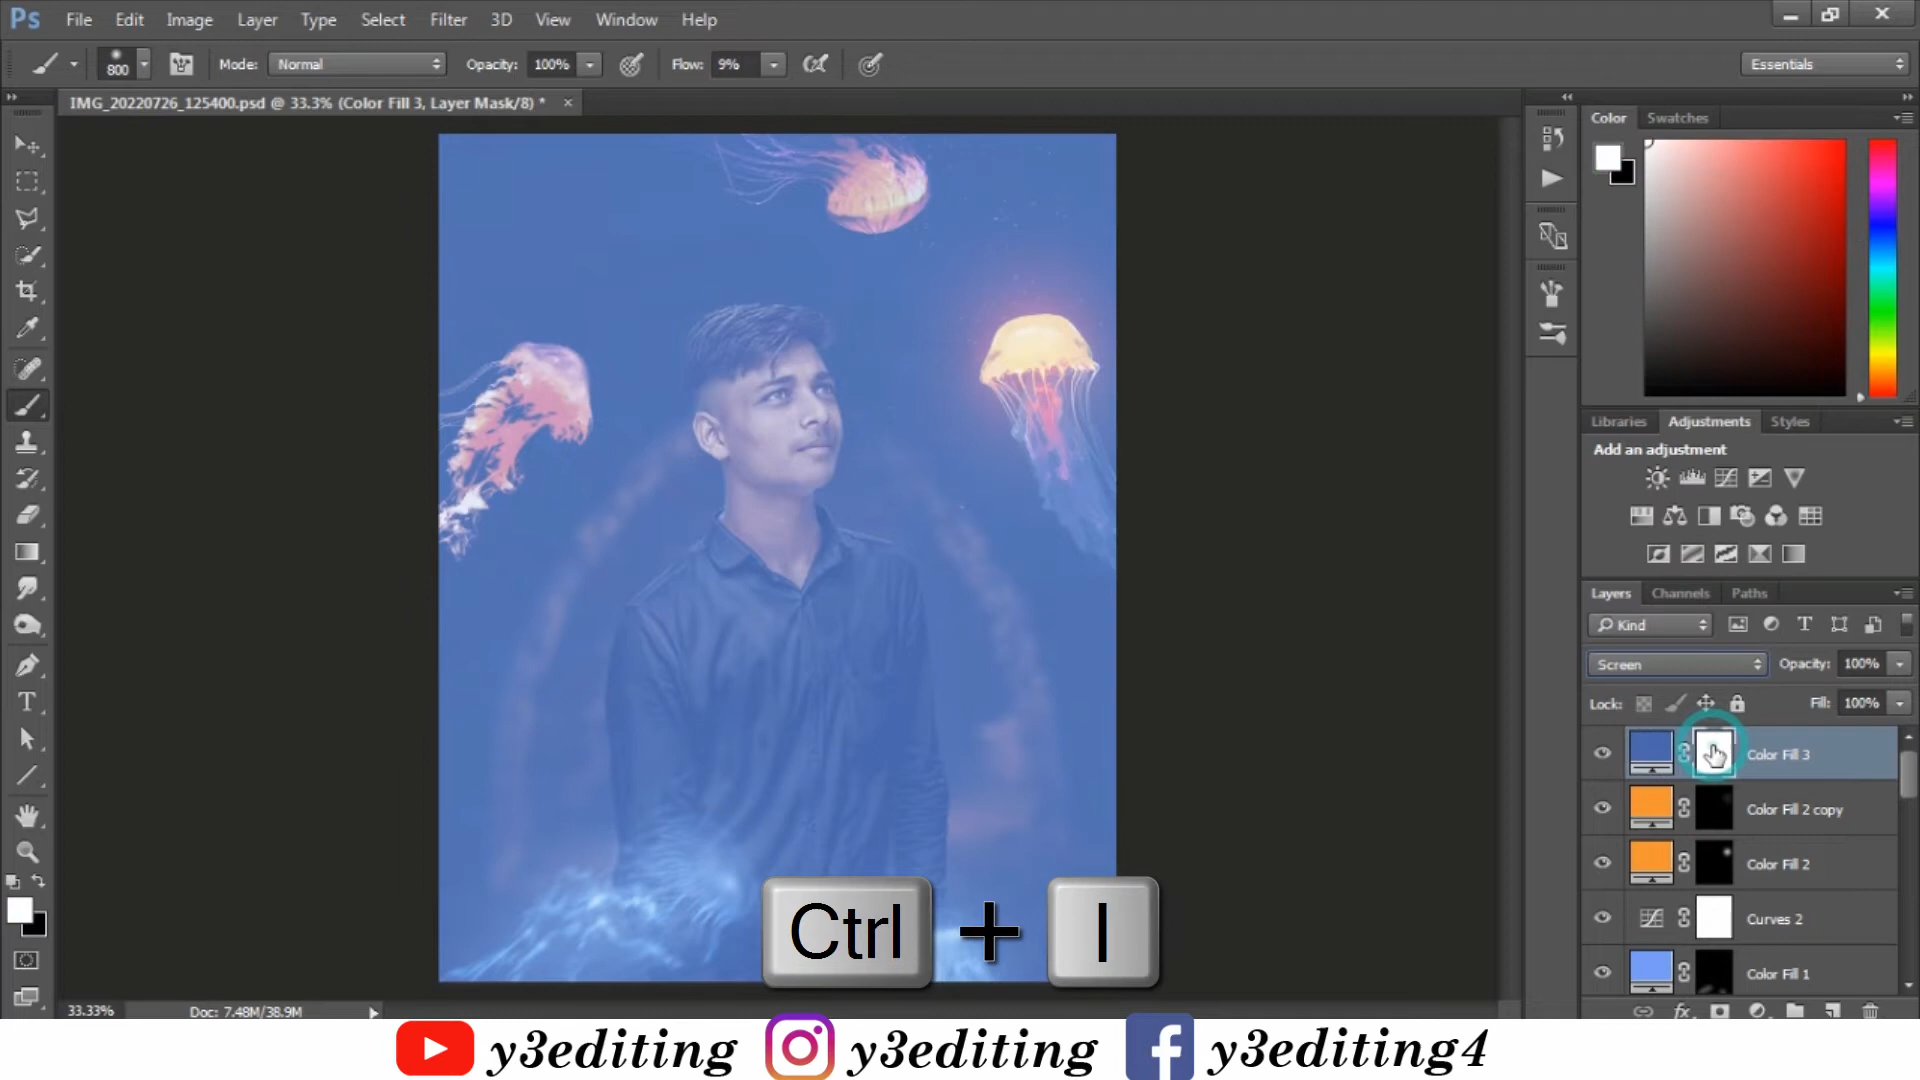 Ps File Edit Image Layer Type Select Filter 3D View Window Help
800 Mode: Normal Opacity: 100% Flow: 9% Essentials
IMG_20220726_125400.psd @ 33.3% (Color Fill 3, Layer Mask/8) * ×
Color Swatches
Libraries Adjustments Styles
Add an adjustment
Layers Channels Paths
Kind
Screen Opacity: 100%
Lock: Fill: 100%
Color Fill 3
Color Fill 2 copy
Color Fill 2
Curves 2
Color Fill 1
Ctrl + I
33.33% Doc: 7.48M/38.9M
y3editing y3editing y3editing4